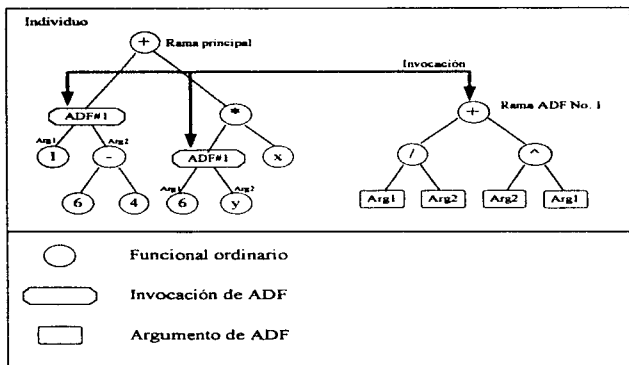 Individuo
+ Rama principal
Invocación
ADF#1 * + Rama ADF No. 1
Arg1 Arg2
1 - ADF#1 x / ^
Arg1 Arg2
6 4 6 y Arg1 Arg2 Arg2 Arg1
Funcional ordinario
Invocación de ADF
Argumento de ADF